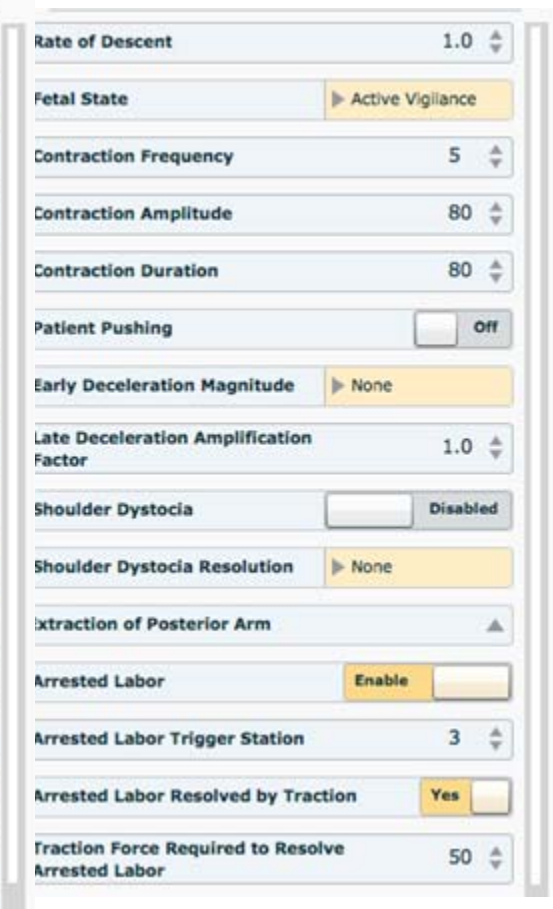 Rate of Descent 1.0
Fetal State Active Vigilance
Contraction Frequency 5
Contraction Amplitude 80
Contraction Duration 80
Patient Pushing Off
Early Deceleration Magnitude None
Late Deceleration Amplification
Factor 1.0
Shoulder Dystocia Disabled
Shoulder Dystocia Resolution None
Extraction of Posterior Arm
Arrested Labor Enable
Arrested Labor Trigger Station 3
Arrested Labor Resolved by Traction Yes
Traction Force Required to Resolve
Arrested Labor 50